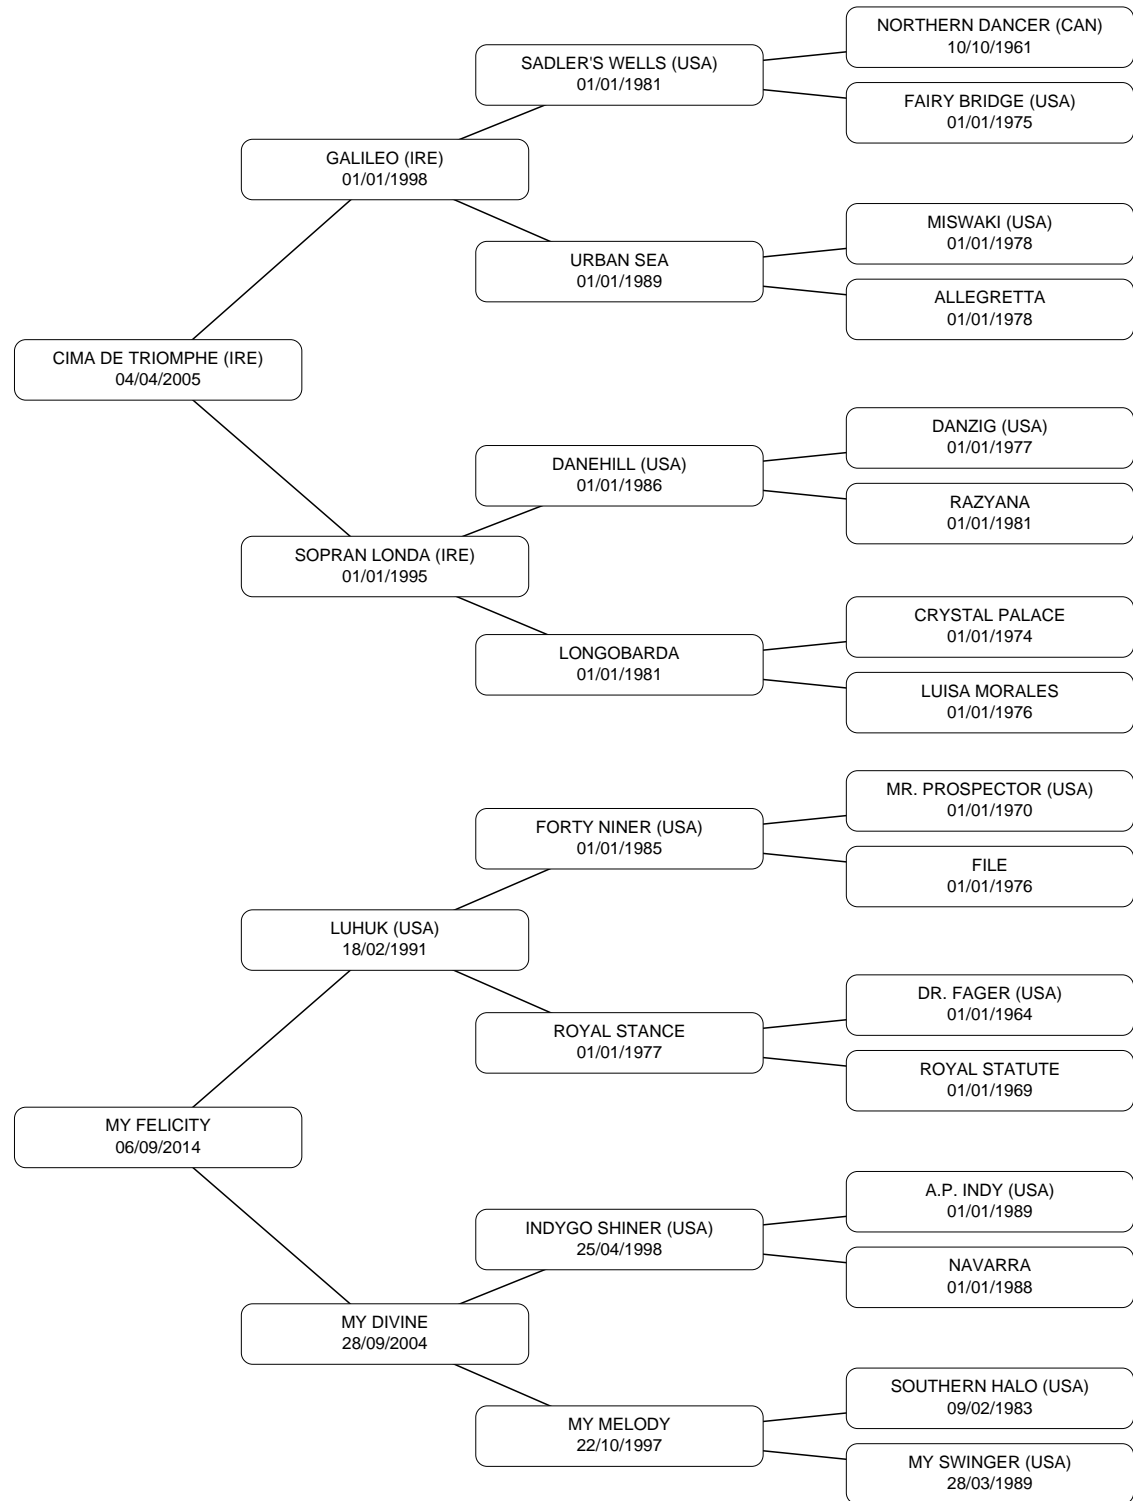 NORTHERN DANCER (CAN)
10/10/1961
SADLER'S WELLS (USA)
01/01/1981
FAIRY BRIDGE (USA)
01/01/1975
GALILEO (IRE)
01/01/1998
MISWAKI (USA)
01/01/1978
URBAN SEA
01/01/1989
ALLEGRETTA
01/01/1978
CIMA DE TRIOMPHE (IRE)
04/04/2005
DANZIG (USA)
01/01/1977
DANEHILL (USA)
01/01/1986
RAZYANA
01/01/1981
SOPRAN LONDA (IRE)
01/01/1995
CRYSTAL PALACE
01/01/1974
LONGOBARDA
01/01/1981
LUISA MORALES
01/01/1976
MR. PROSPECTOR (USA)
01/01/1970
FORTY NINER (USA)
01/01/1985
FILE
01/01/1976
LUHUK (USA)
18/02/1991
DR. FAGER (USA)
01/01/1964
ROYAL STANCE
01/01/1977
ROYAL STATUTE
01/01/1969
MY FELICITY
06/09/2014
A.P. INDY (USA)
01/01/1989
INDYGO SHINER (USA)
25/04/1998
NAVARRA
01/01/1988
MY DIVINE
28/09/2004
SOUTHERN HALO (USA)
09/02/1983
MY MELODY
22/10/1997
MY SWINGER (USA)
28/03/1989